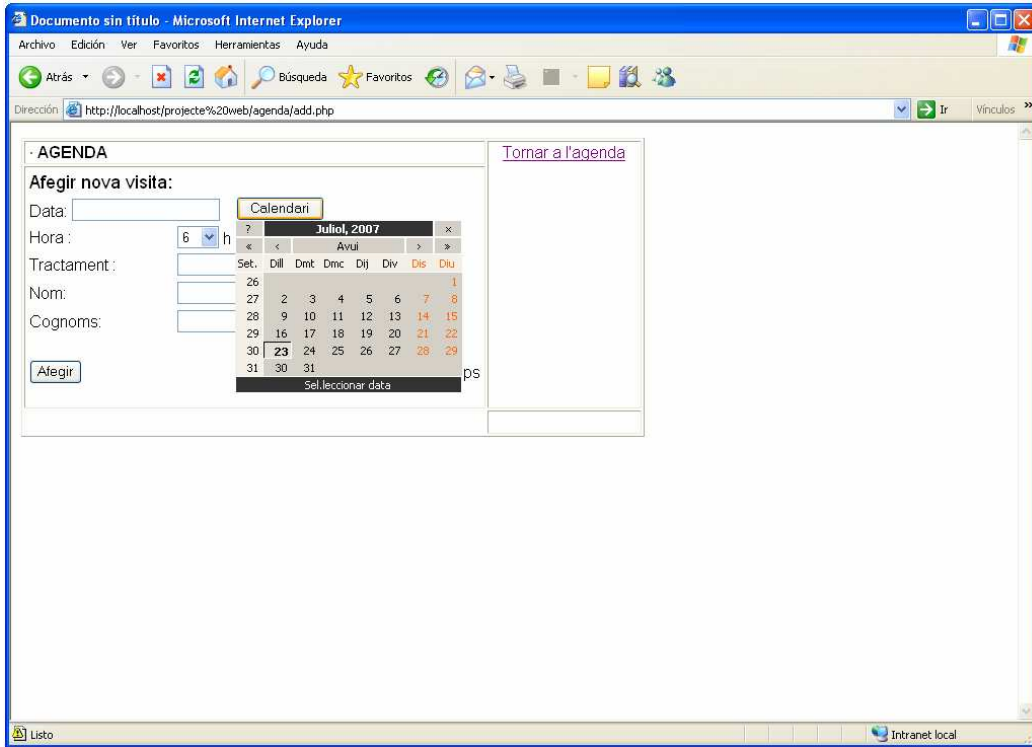 Documento sin título - Microsoft Internet Explorer
Archivo Edición Ver Favoritos Herramientas Ayuda
Atrás Búsqueda Favoritos
Dirección http://localhost/projecte%20web/agenda/add.php Ir Vínculos »
· AGENDA
Tornar a l'agenda
Afegir nova visita:
Data: Calendari
Hora : 6 h
Tractament :
Nom:
Cognoms:
Afegir ps
? Juliol, 2007 ×
« ‹ Avui › »
Set. Dill Dmt Dmc Dij Div Dis Diu
26 1
27 2 3 4 5 6 7 8
28 9 10 11 12 13 14 15
29 16 17 18 19 20 21 22
30 23 24 25 26 27 28 29
31 30 31
Sel.leccionar data
Listo Intranet local